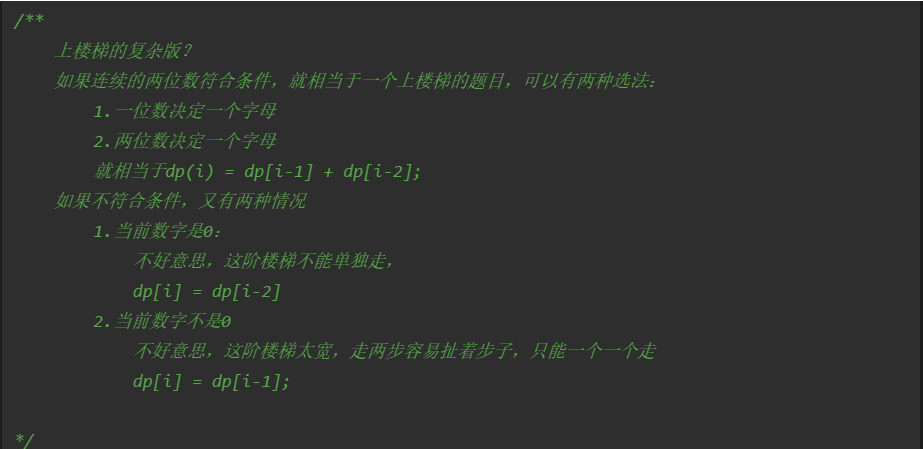 /**
上楼梯的复杂版?
如果连续的两位数符合条件，就相当于一个上楼梯的题目，可以有两种选法：
1.一位数决定一个字母
2.两位数决定一个字母
就相当于dp(i) = dp[i-1] + dp[i-2];
如果不符合条件，又有两种情况
1.当前数字是0：
不好意思，这阶楼梯不能单独走，
dp[i] = dp[i-2]
2.当前数字不是0
不好意思，这阶楼梯太宽，走两步容易扯着步子，只能一个一个走
dp[i] = dp[i-1];
*/